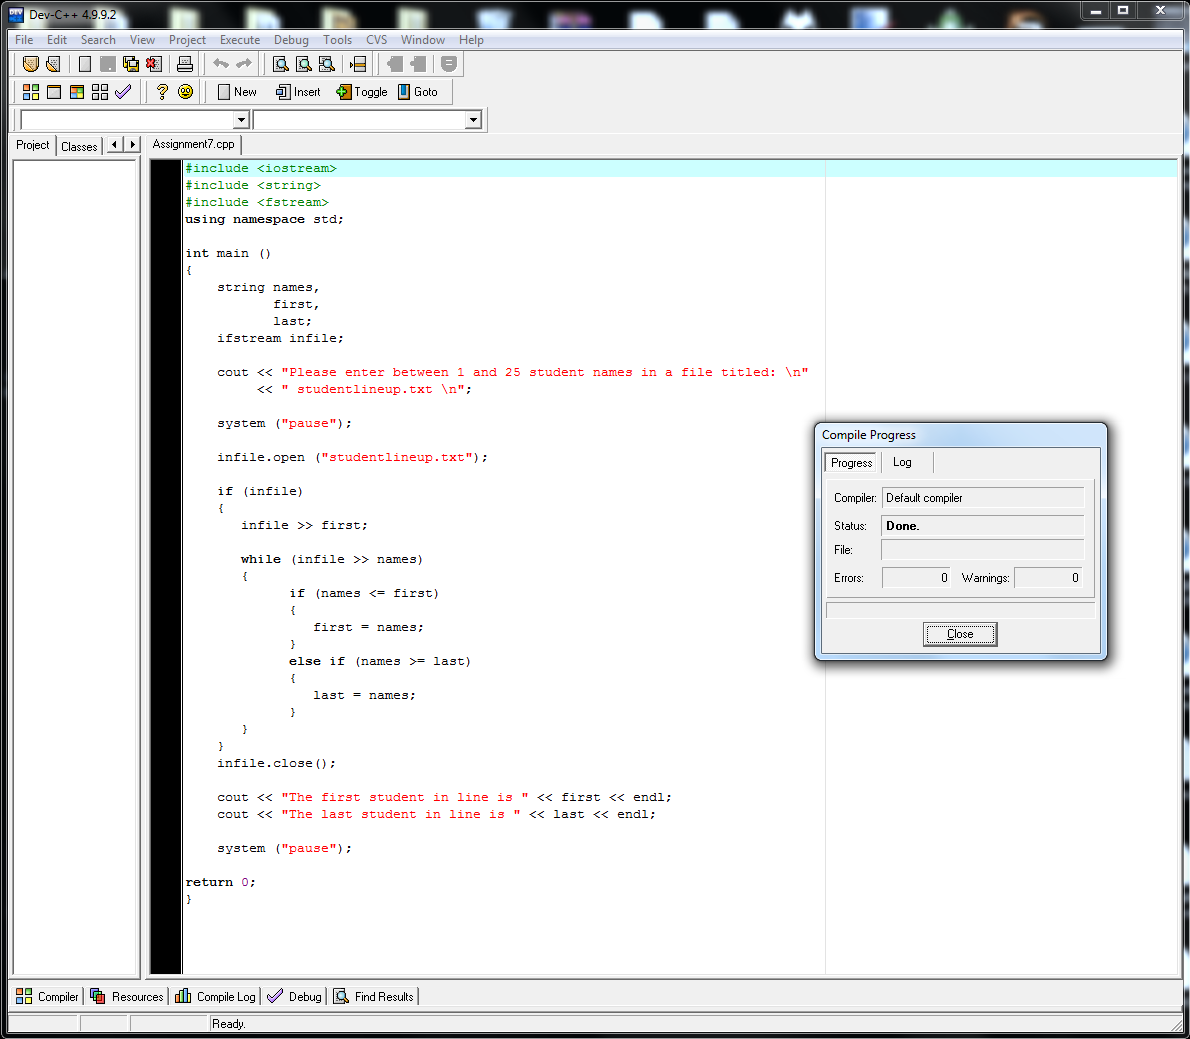 Dev-C++ 4.9.9.2
File Edit Search View Project Execute Debug Tools CVS Window Help
New Insert Toggle Goto
Project Classes Assignment7.cpp
#include <iostream>
#include <string>
#include <fstream>
using namespace std;
int main ()
{
string names,
first,
last;
ifstream infile;
cout << "Please enter between 1 and 25 student names in a file titled: \n"
<< " studentlineup.txt \n";
system ("pause");
infile.open ("studentlineup.txt");
if (infile)
{
infile >> first;
while (infile >> names)
{
if (names <= first)
{
first = names;
}
else if (names >= last)
{
last = names;
}
}
}
infile.close();
cout << "The first student in line is " << first << endl;
cout << "The last student in line is " << last << endl;
system ("pause");
return 0;
}
Compile Progress
Progress Log
Compiler: Default compiler
Status: Done.
File:
Errors: 0 Warnings: 0
Close
Compiler Resources Compile Log Debug Find Results
Ready.